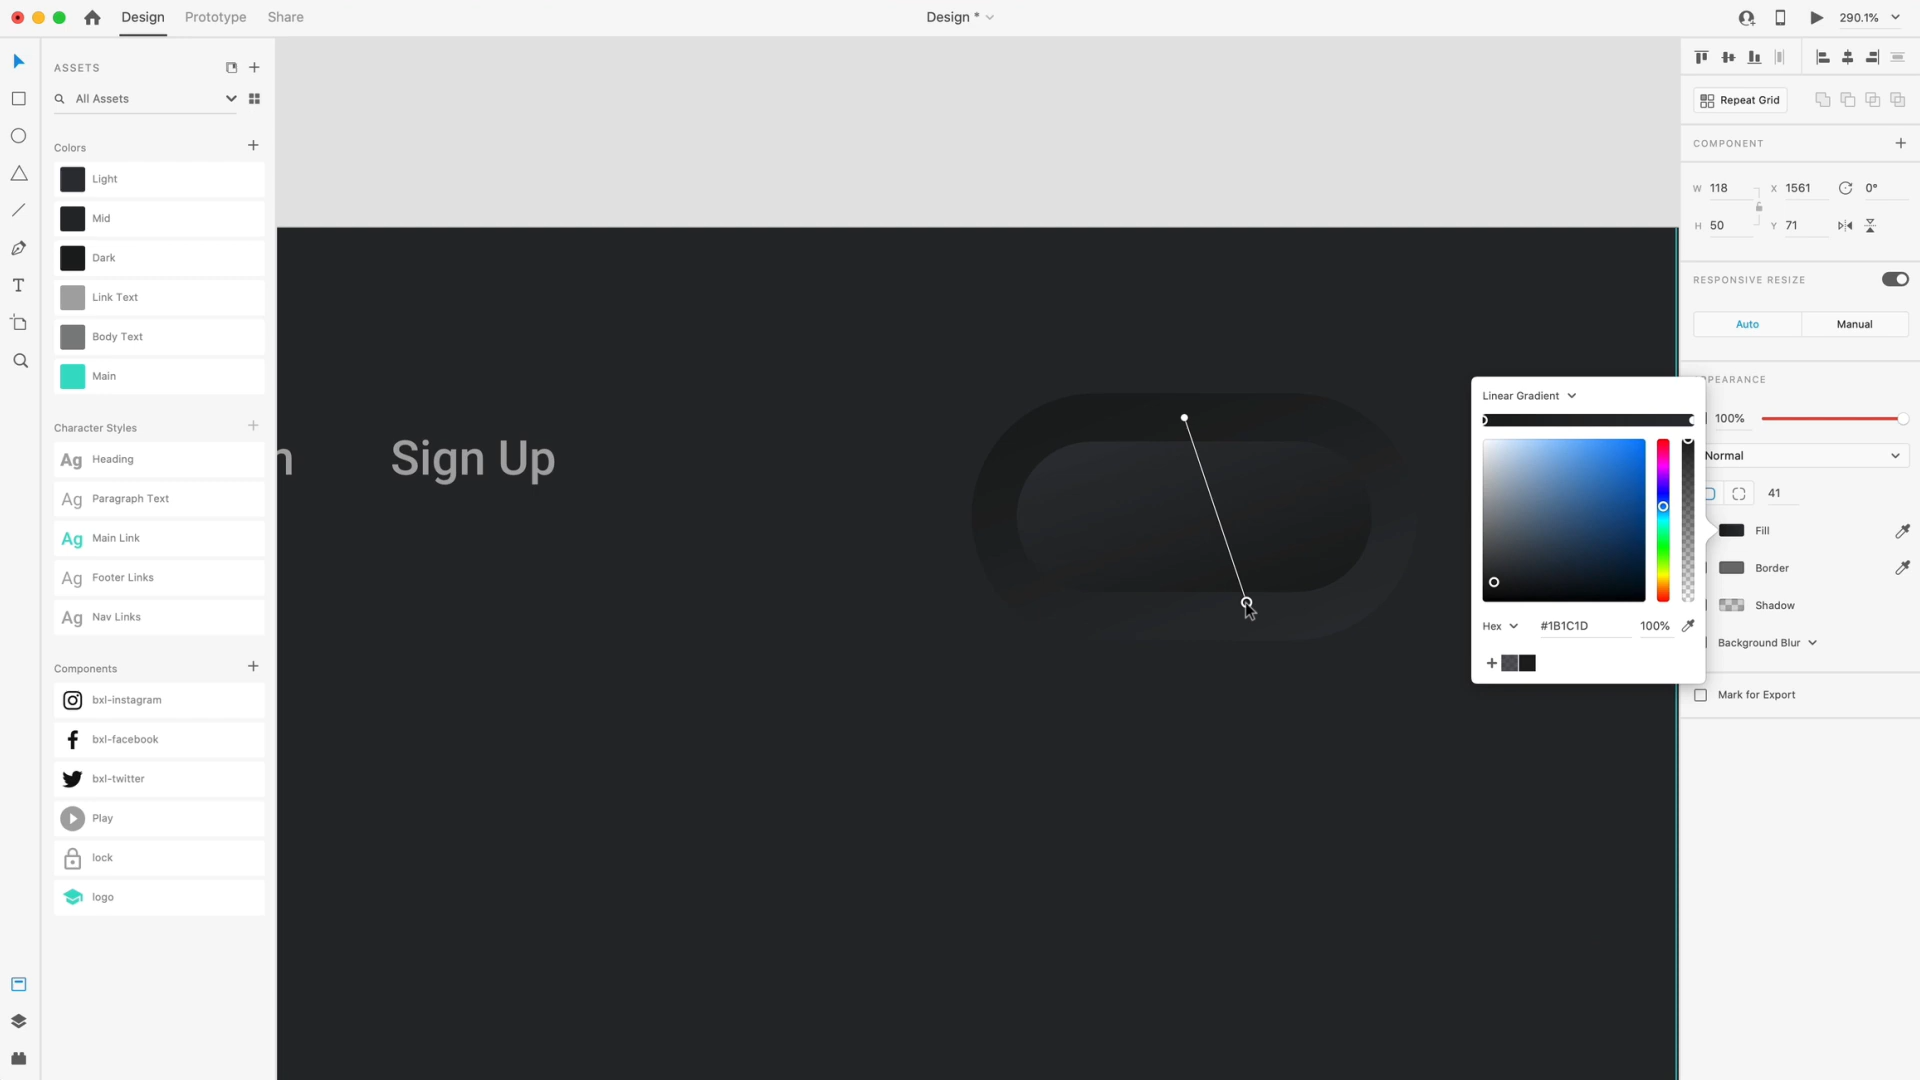 Design
Prototype
Share
Design *
290.1%
ASSETS
All Assets
Colors
Light
Mid
Dark
Link Text
Body Text
Main
Character Styles
Ag Heading
Ag Paragraph Text
Ag Main Link
Ag Footer Links
Ag Nav Links
Components
bxl-instagram
bxl-facebook
bxl-twitter
Play
lock
logo
n
Sign Up
Linear Gradient
Hex #1B1C1D 100%
Repeat Grid
COMPONENT
W 118 X 1561 0°
H 50 Y 71
RESPONSIVE RESIZE
Auto Manual
PEARANCE
100%
Normal
41
Fill
Border
Shadow
Background Blur
Mark for Export